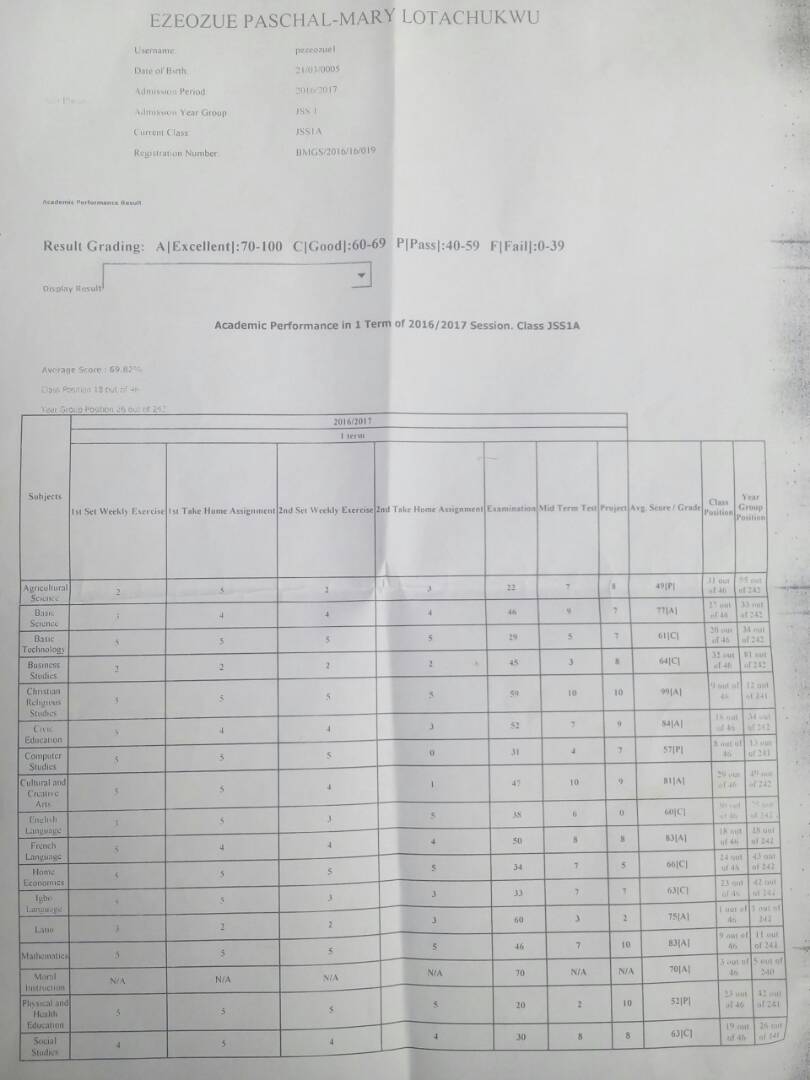 EZEOZUE PASCHAL-MARY LOTACHUKWU
Username: pezeozue1
Date of Birth: 21/03/0005
Admission Period 2016/2017
Admission Year Group JSS 1
Current Class: JSS1A
Registration Number: BMGS/2016/16/019
Academic Performance Result
Result Grading: A[Excellent]:70-100 C[Good]:60-69 P[Pass]:40-59 F[Fail]:0-39
Display Result
Academic Performance in 1 Term of 2016/2017 Session. Class JSS1A
Average Score : 69.82%
Class Position 18 out of 46
Year Group Position 26 out of 242
2016/2017
1 term
Subjects 1st Set Weekly Exercise 1st Take Home Assignment 2nd Set Weekly Exercise 2nd Take Home Assignment Examination Mid Term Test Project Avg. Score / Grade Class Position Year Group Position
Agricultural Science 2 5 2 3 22 7 8 49[P] 31 out of 46 95 out of 242
Basic Science 3 4 4 4 46 9 7 77[A] 17 out of 46 33 out of 242
Basic Technology 5 5 5 5 29 5 7 61[C] 20 out of 46 34 out of 242
Business Studies 2 2 2 2 45 3 8 64[C] 32 out of 46 81 out of 242
Christian Religious Studies 5 5 5 5 59 10 10 99[A] 9 out of 46 12 out of 241
Civic Education 5 4 4 3 52 7 9 84[A] 16 out of 46 34 out of 242
Computer Studies 5 5 5 0 31 4 7 57[P] 8 out of 46 13 out of 241
Cultural and Creative Arts 5 5 4 1 47 10 9 81[A] 29 out of 46 49 out of 242
English Language 3 5 3 5 38 6 0 60[C] out of 46 out of 242
French Language 5 4 4 4 50 8 8 83[A] 18 out of 46 28 out of 242
Home Economics 5 5 5 5 34 7 5 66[C] 24 out of 46 43 out of 242
Igbo Language 5 5 3 3 33 7 7 63[C] 23 out of 46 42 out of 242
Latin 3 2 2 3 60 3 2 75[A] 1 out of 46 1 out of 242
Mathematics 5 5 5 5 46 7 10 83[A] 9 out of 46 11 out of 242
Moral Instruction N/A N/A N/A N/A 70 N/A N/A 70[A] 3 out of 46 5 out of 240
Physical and Health Education 5 5 5 5 20 2 10 52[P] 23 out of 46 42 out of 241
Social Studies 4 5 4 4 30 8 8 63[C] 19 out of 46 26 out of 241